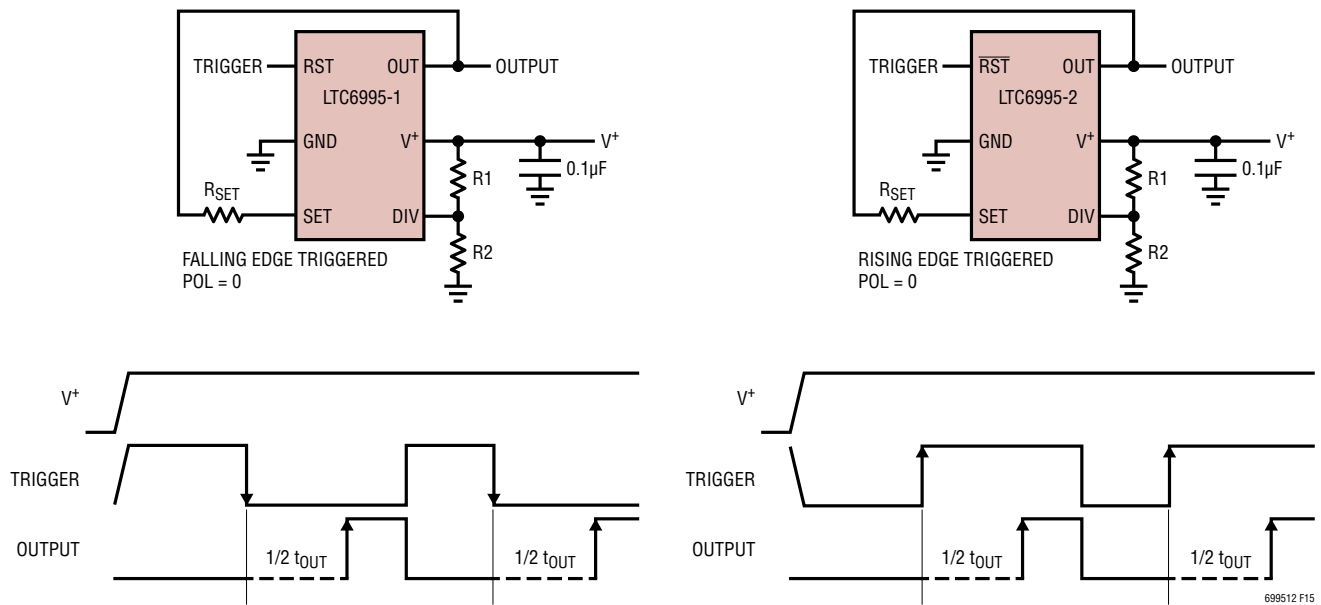 TRIGGER
RST
OUT
OUTPUT
LTC6995-1
GND
V+
V+
R1
0.1µF
RSET
SET
DIV
R2
FALLING EDGE TRIGGERED
POL = 0
TRIGGER
RST
OUT
OUTPUT
LTC6995-2
GND
V+
V+
R1
0.1µF
RSET
SET
DIV
R2
RISING EDGE TRIGGERED
POL = 0
V+
TRIGGER
OUTPUT
1/2 tOUT
1/2 tOUT
V+
TRIGGER
OUTPUT
1/2 tOUT
1/2 tOUT
699512 F15